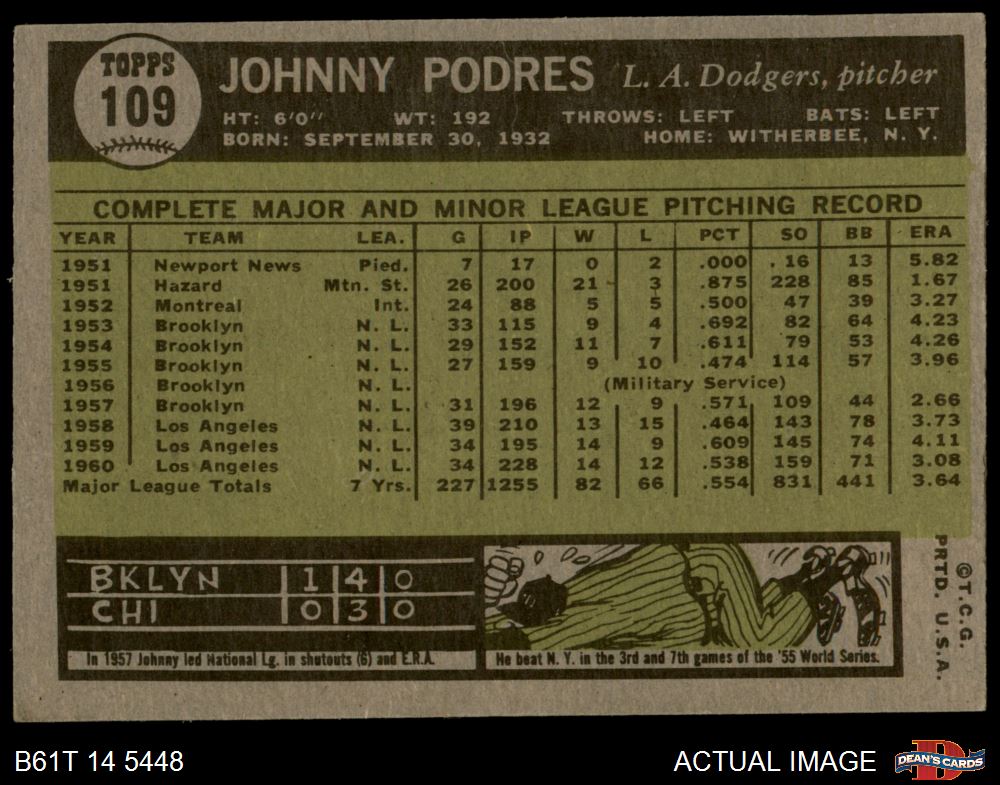 TOPPS
109
JOHNNY PODRES L. A. Dodgers, pitcher
HT: 6'0" WT: 192 THROWS: LEFT BATS: LEFT
BORN: SEPTEMBER 30, 1932 HOME: WITHERBEE, N. Y.
COMPLETE MAJOR AND MINOR LEAGUE PITCHING RECORD
YEAR TEAM LEA. G IP W L PCT SO BB ERA
1951 Newport News Pied. 7 17 0 2 .000 16 13 5.82
1951 Hazard Mtn. St. 26 200 21 3 .875 228 85 1.67
1952 Montreal Int. 24 88 5 5 .500 47 39 3.27
1953 Brooklyn N. L. 33 115 9 4 .692 82 64 4.23
1954 Brooklyn N. L. 29 152 11 7 .611 79 53 4.26
1955 Brooklyn N. L. 27 159 9 10 .474 114 57 3.96
1956 Brooklyn N. L. (Military Service)
1957 Brooklyn N. L. 31 196 12 9 .571 109 44 2.66
1958 Los Angeles N. L. 39 210 13 15 .464 143 78 3.73
1959 Los Angeles N. L. 34 195 14 9 .609 145 74 4.11
1960 Los Angeles N. L. 34 228 14 12 .538 159 71 3.08
Major League Totals 7 Yrs. 227 1255 82 66 .554 831 441 3.64
BKLYN 1 4 0
CHI 0 3 0
In 1957 Johnny led National Lg. in shutouts (6) and E.R.A.
He beat N. Y. in the 3rd and 7th games of the '55 World Series.
©T.C.G.
PRTD. U.S.A.
B61T 14 5448
ACTUAL IMAGE
D
DEAN'S CARDS